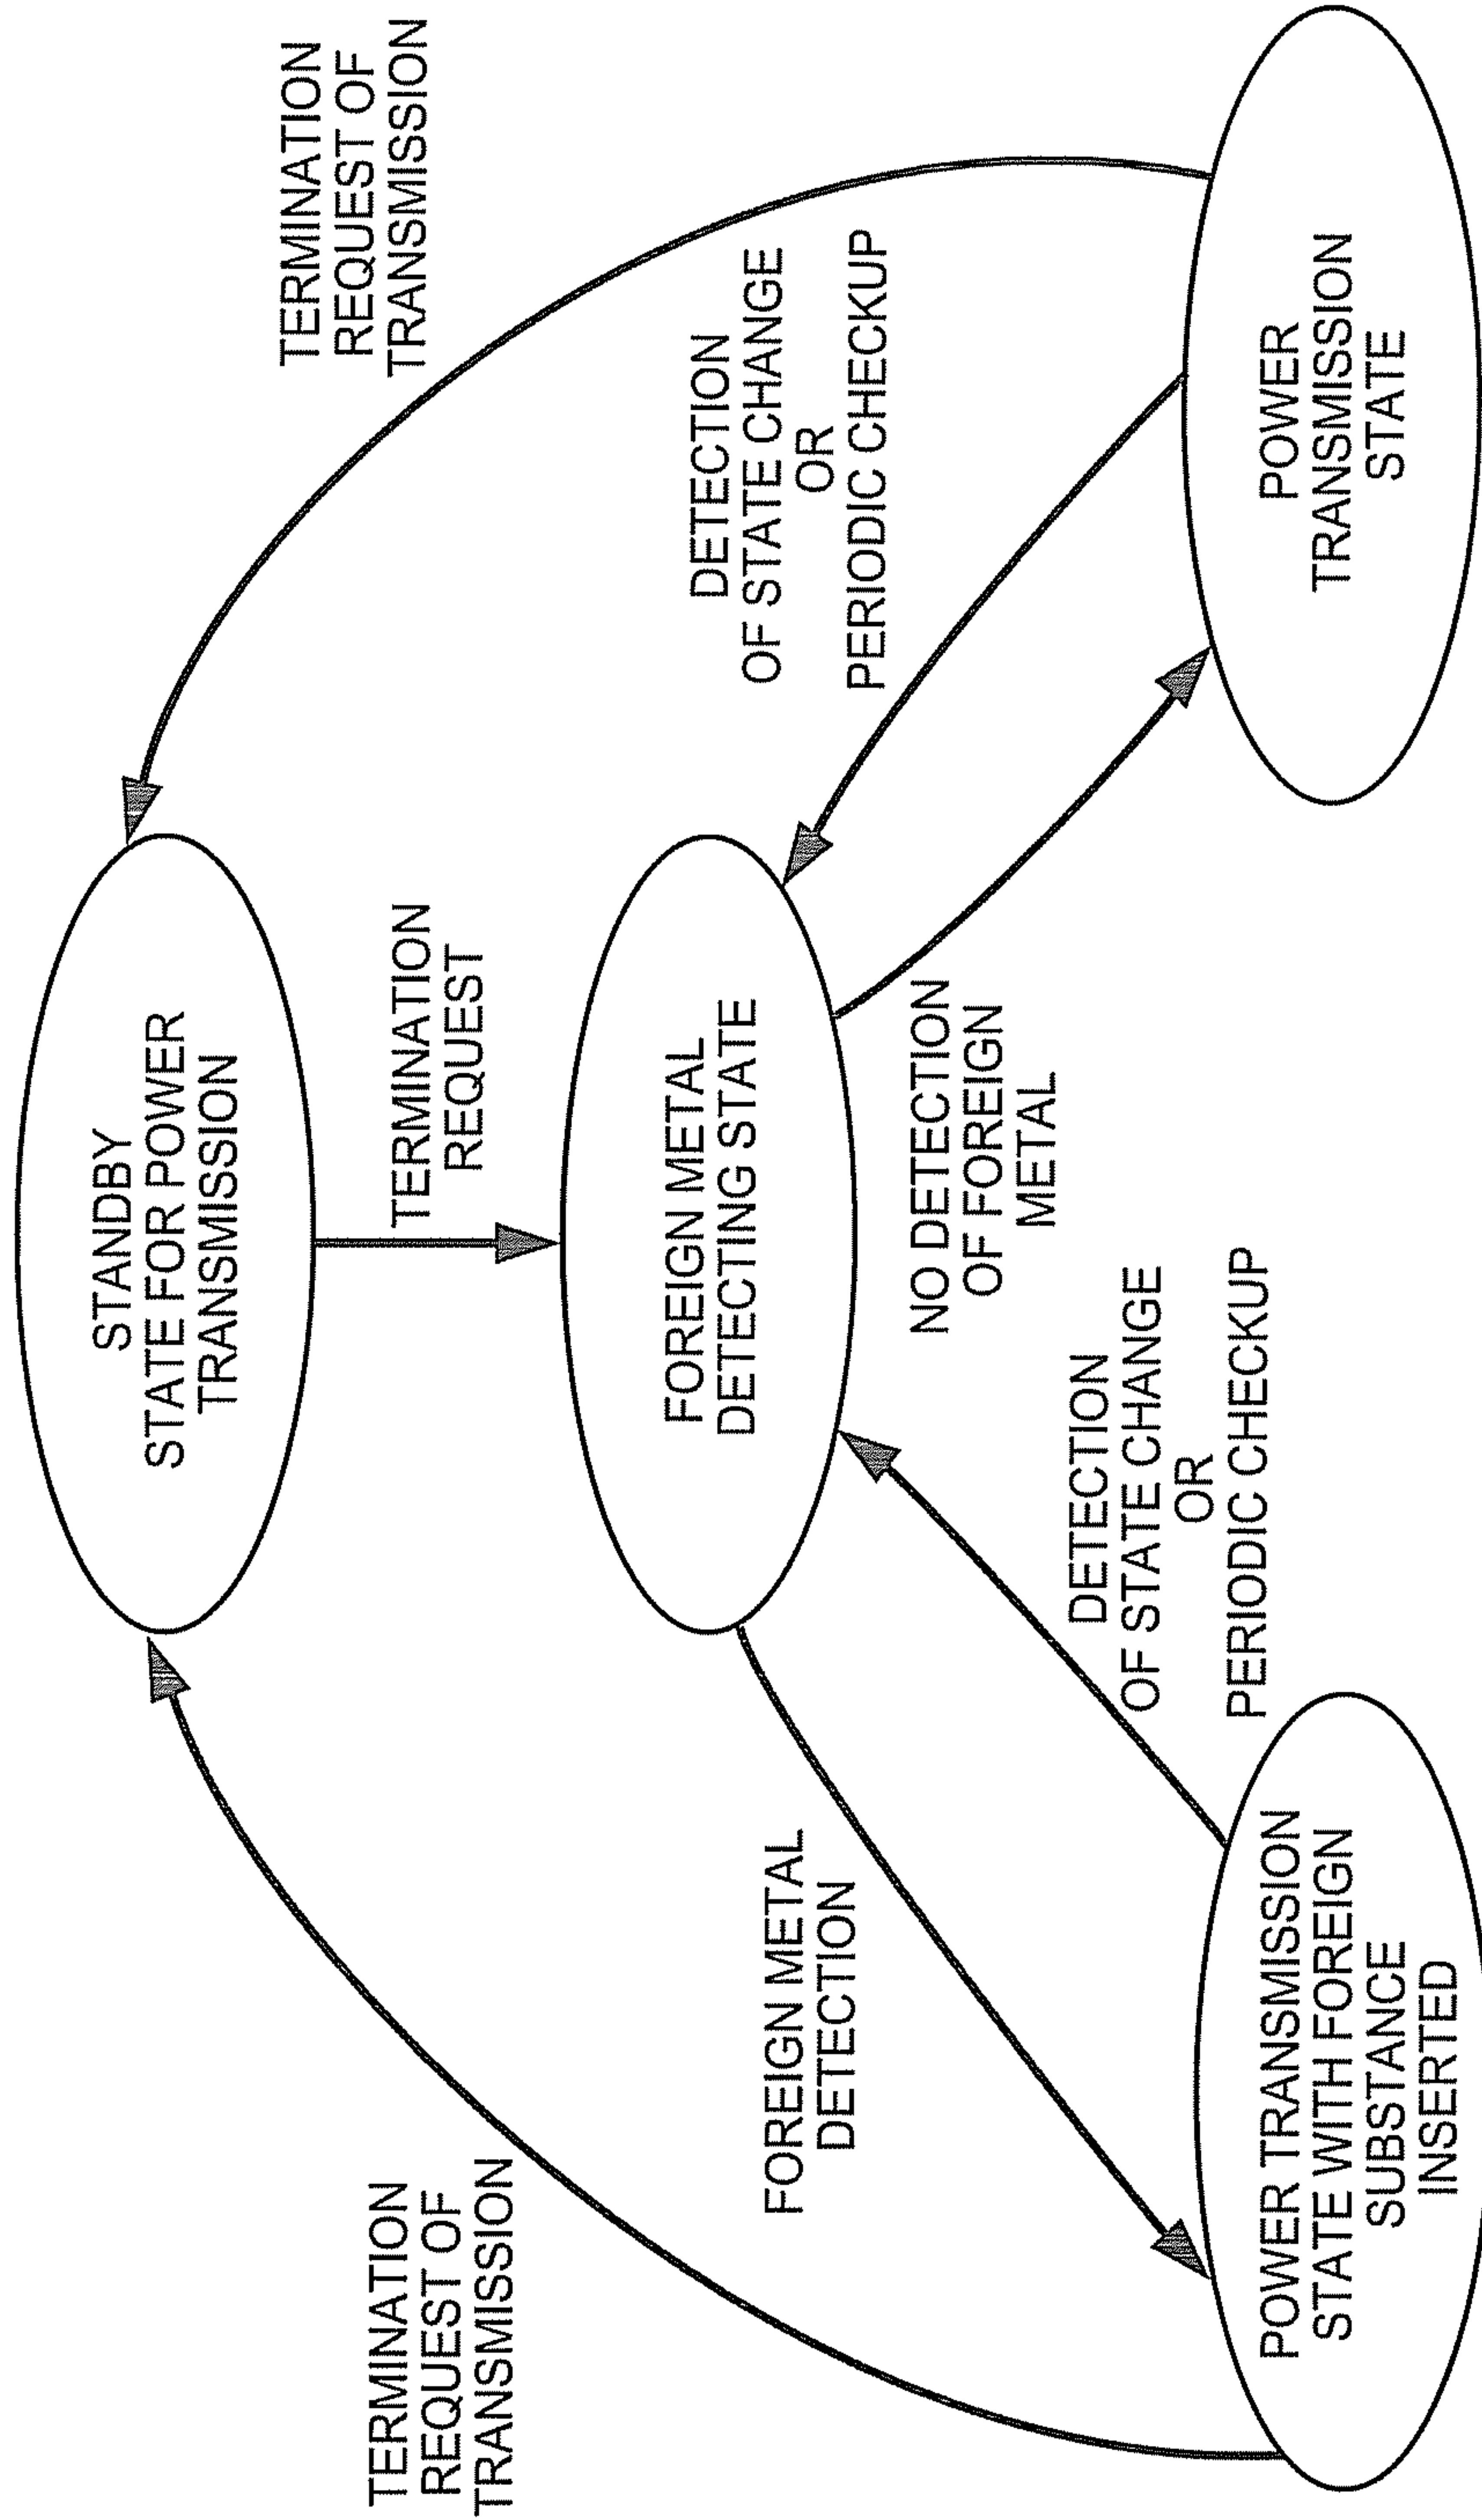 STANDBY
STATE FOR POWER
TRANSMISSION
TERMINATION
REQUEST OF
TRANSMISSION
TERMINATION
REQUEST OF
TRANSMISSION
TERMINATION
REQUEST
FOREIGN METAL
DETECTING STATE
FOREIGN METAL
DETECTION
DETECTION
OF STATE CHANGE
OR
PERIODIC CHECKUP
NO DETECTION
OF FOREIGN
METAL
DETECTION
OF STATE CHANGE
OR
PERIODIC CHECKUP
POWER TRANSMISSION
STATE WITH FOREIGN
SUBSTANCE
INSERTED
POWER
TRANSMISSION
STATE